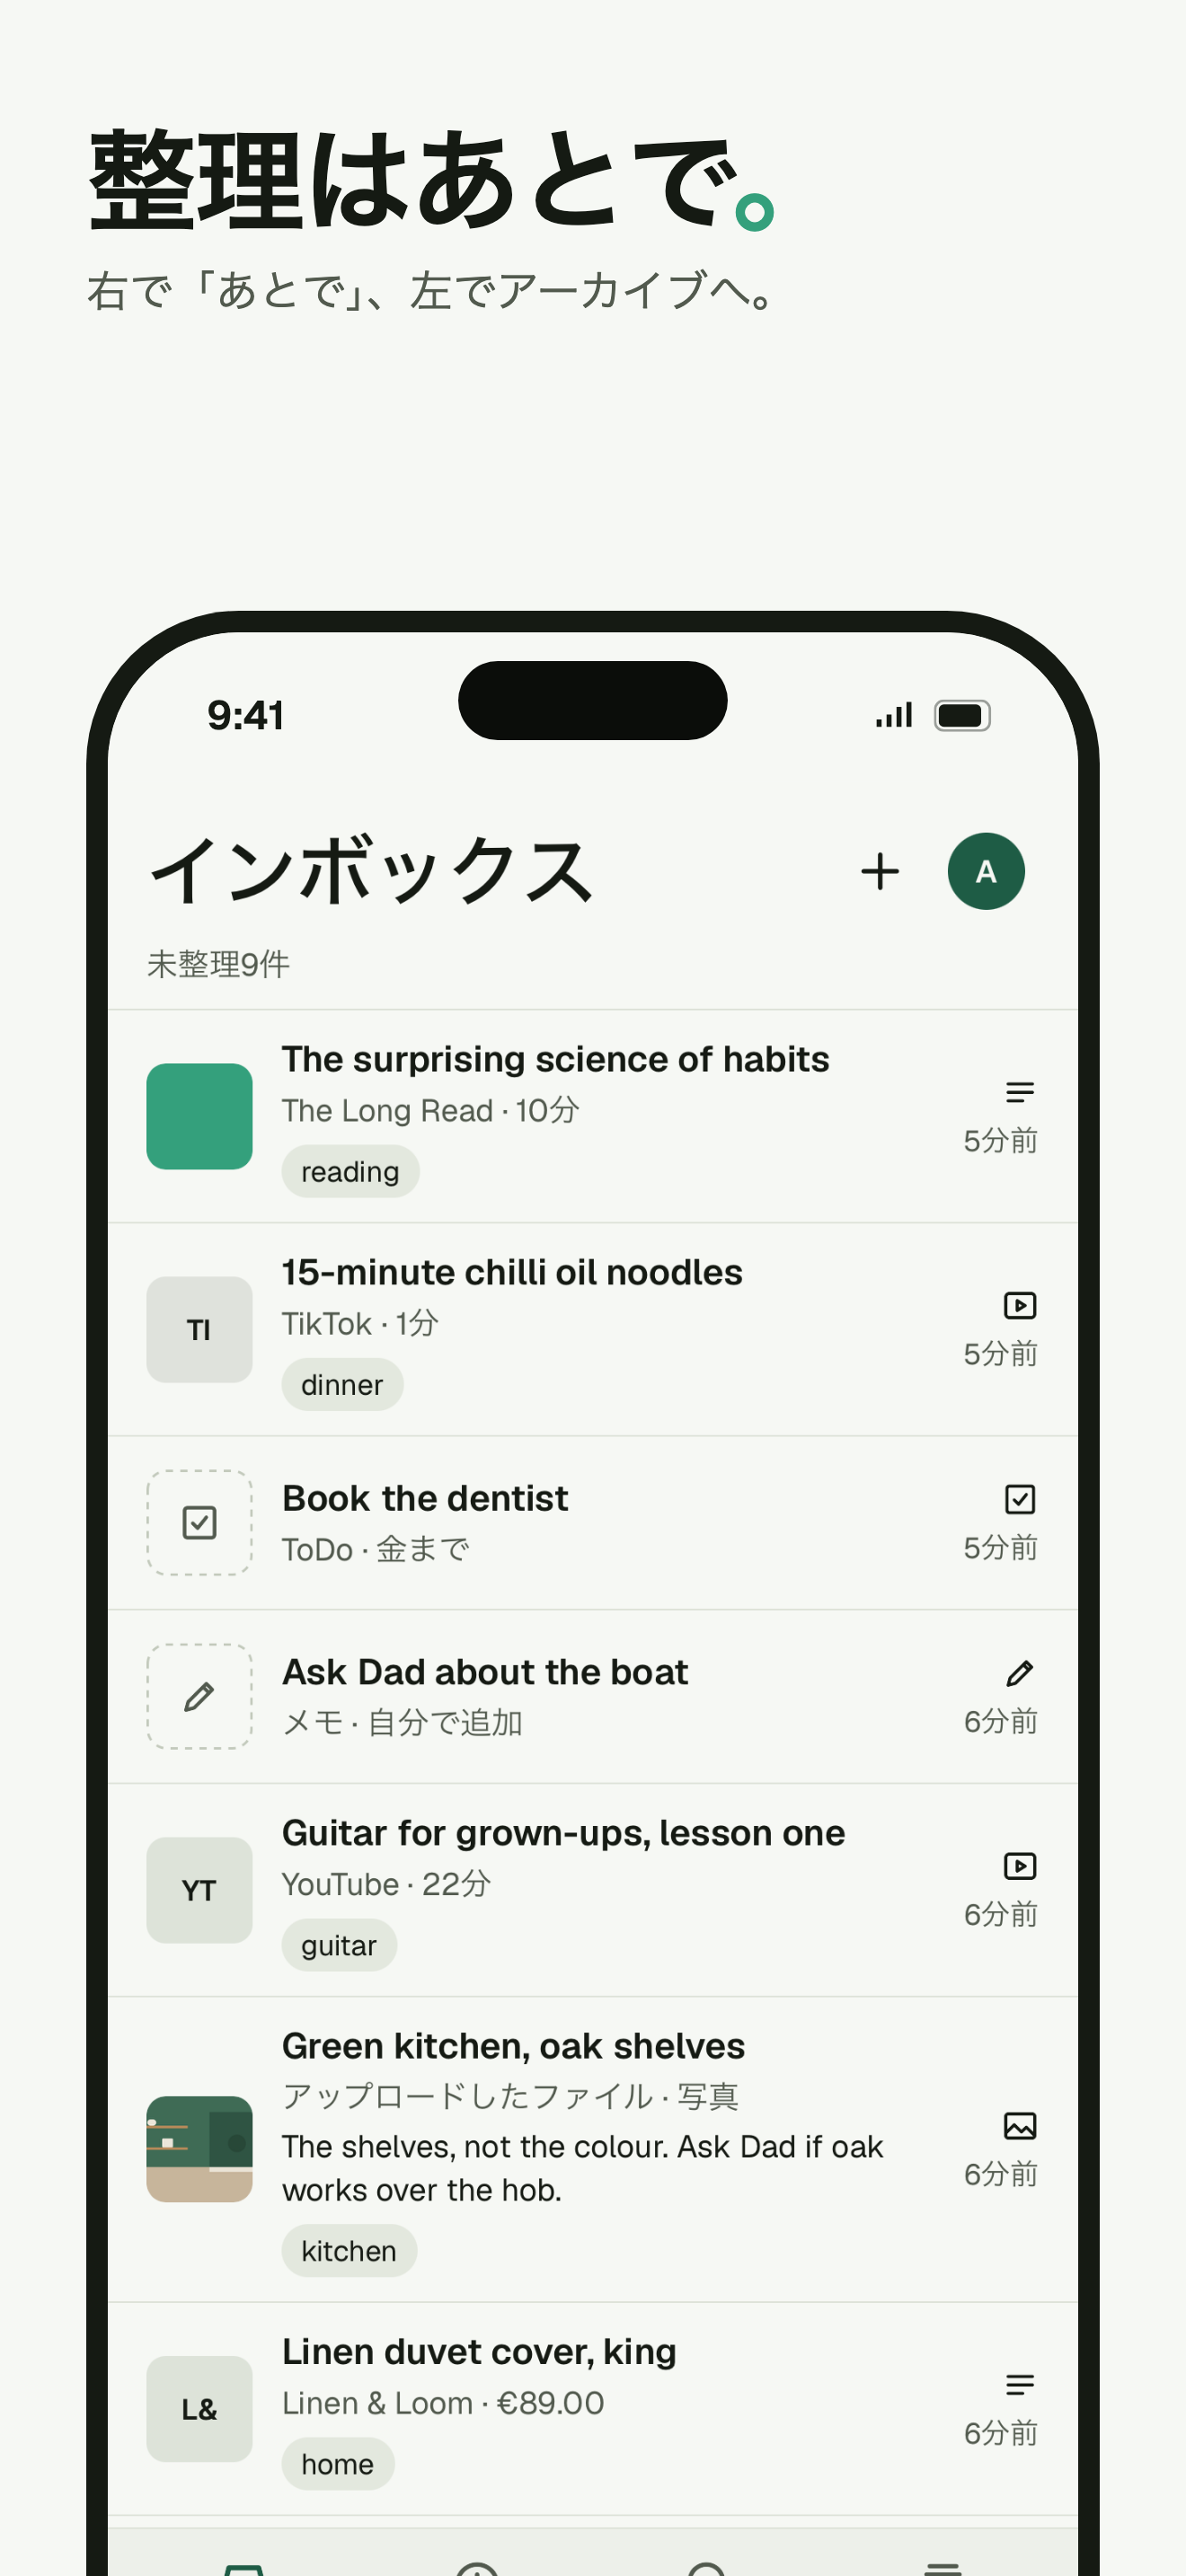 整理はあとで。
右で「あとで」、左でアーカイブへ。
9:41
インボックス
A
未整理9件
The surprising science of habits
The Long Read · 10分
reading
5分前
TI
15-minute chilli oil noodles
TikTok · 1分
dinner
5分前
Book the dentist
ToDo · 金まで
5分前
Ask Dad about the boat
メモ · 自分で追加
6分前
YT
Guitar for grown-ups, lesson one
YouTube · 22分
guitar
6分前
Green kitchen, oak shelves
アップロードしたファイル · 写真
The shelves, not the colour. Ask Dad if oak
works over the hob.
kitchen
6分前
L&
Linen duvet cover, king
Linen & Loom · €89.00
home
6分前